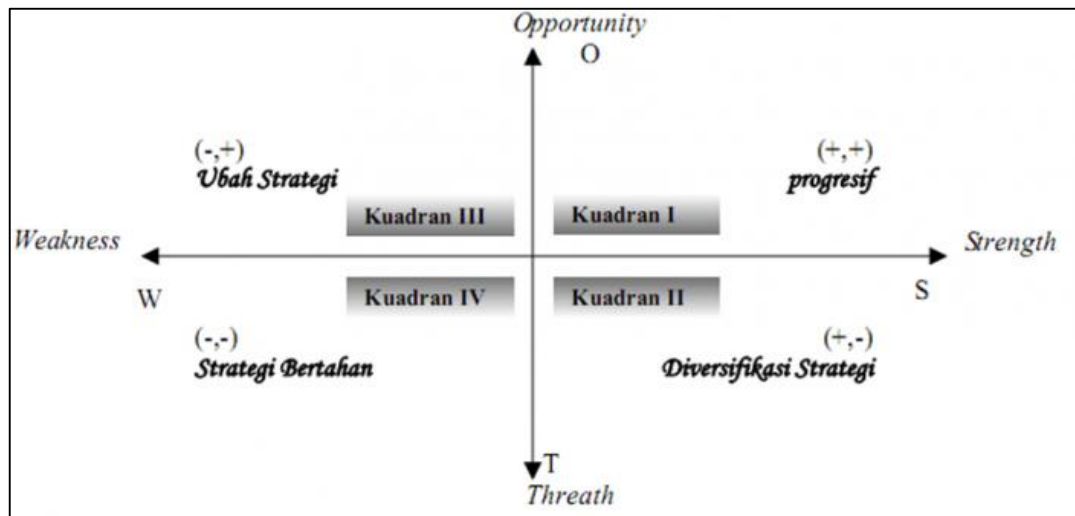 Opportunity
O
(-,+)
Ubah Strategi
(+,+)
progresif
Kuadran III
Kuadran I
Weakness
Strength
W
Kuadran IV
Kuadran II
S
(-,-)
Strategi Bertahan
(+,-)
Diversifikasi Strategi
T
Threath